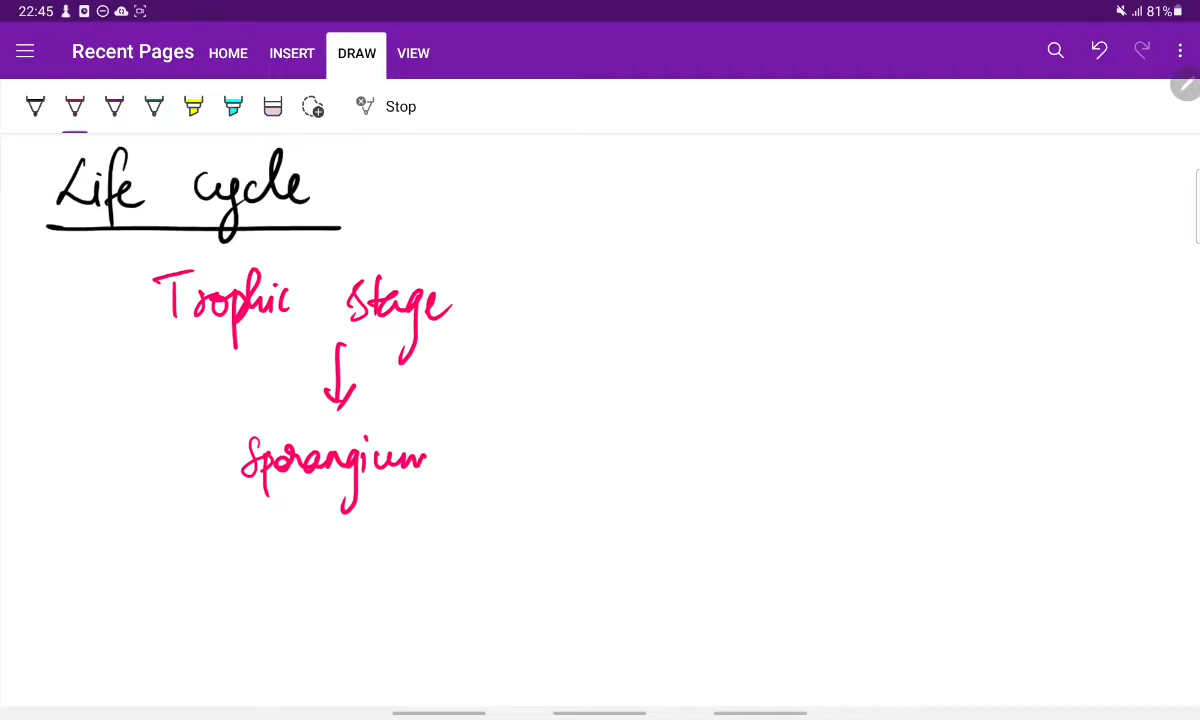 22:45 81%
Recent Pages HOME INSERT DRAW VIEW
Stop
Life cycle
Trophic stage
Sporangium